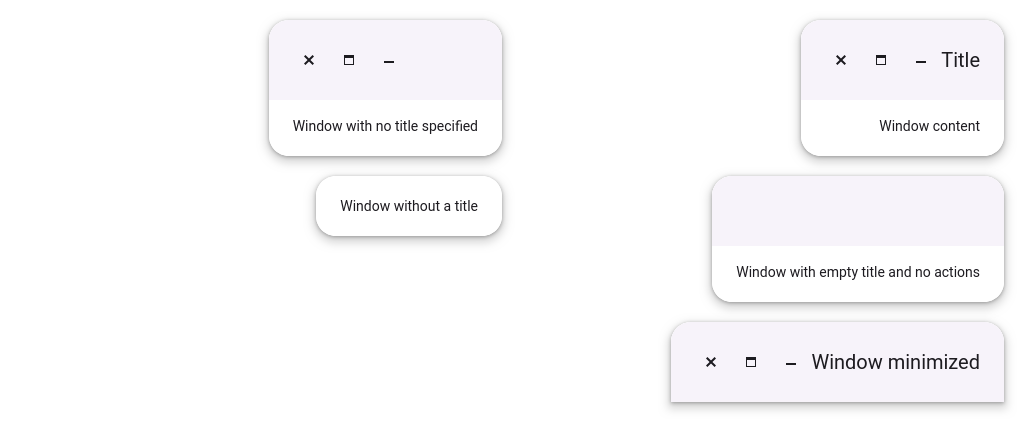 Title
Window content
Window with empty title and no actions
Window minimized
Window with no title specified
Window without a title